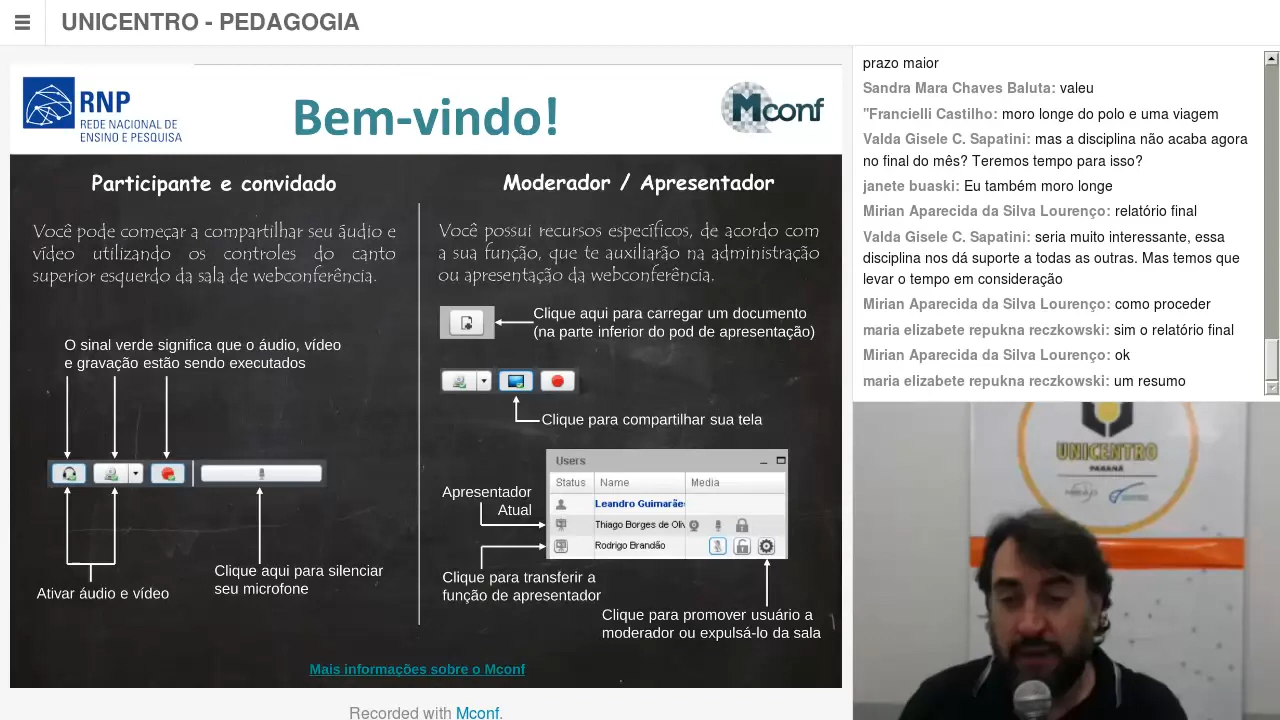 UNICENTRO - PEDAGOGIA
RNP
REDE NACIONAL DE
ENSINO E PESQUISA
Bem-vindo!
Mconf
Participante e convidado
Você pode começar a compartilhar seu áudio e
vídeo utilizando os controles do canto
superior esquerdo da sala de webconferência.
O sinal verde significa que o áudio, vídeo
e gravação estão sendo executados
Ativar áudio e vídeo
Clique aqui para silenciar
seu microfone
Moderador / Apresentador
Você possui recursos específicos, de acordo com
a sua função, que te auxiliarão na administração
ou apresentação da webconferência.
Clique aqui para carregar um documento
(na parte inferior do pod de apresentação)
Clique para compartilhar sua tela
Users
Status Name Media
Leandro Guimarães
Thiago Borges de Oliv
Rodrigo Brandão
Apresentador
Atual
Clique para transferir a
função de apresentador
Clique para promover usuário a
moderador ou expulsá-lo da sala
Mais informações sobre o Mconf
Recorded with Mconf.
prazo maior
Sandra Mara Chaves Baluta: valeu
"Francielli Castilho: moro longe do polo e uma viagem
Valda Gisele C. Sapatini: mas a disciplina não acaba agora
no final do mês? Teremos tempo para isso?
janete buaski: Eu também moro longe
Mirian Aparecida da Silva Lourenço: relatório final
Valda Gisele C. Sapatini: seria muito interessante, essa
disciplina nos dá suporte a todas as outras. Mas temos que
levar o tempo em consideração
Mirian Aparecida da Silva Lourenço: como proceder
maria elizabete repukna reczkowski: sim o relatório final
Mirian Aparecida da Silva Lourenço: ok
maria elizabete repukna reczkowski: um resumo
UNICENTRO
PARANÁ